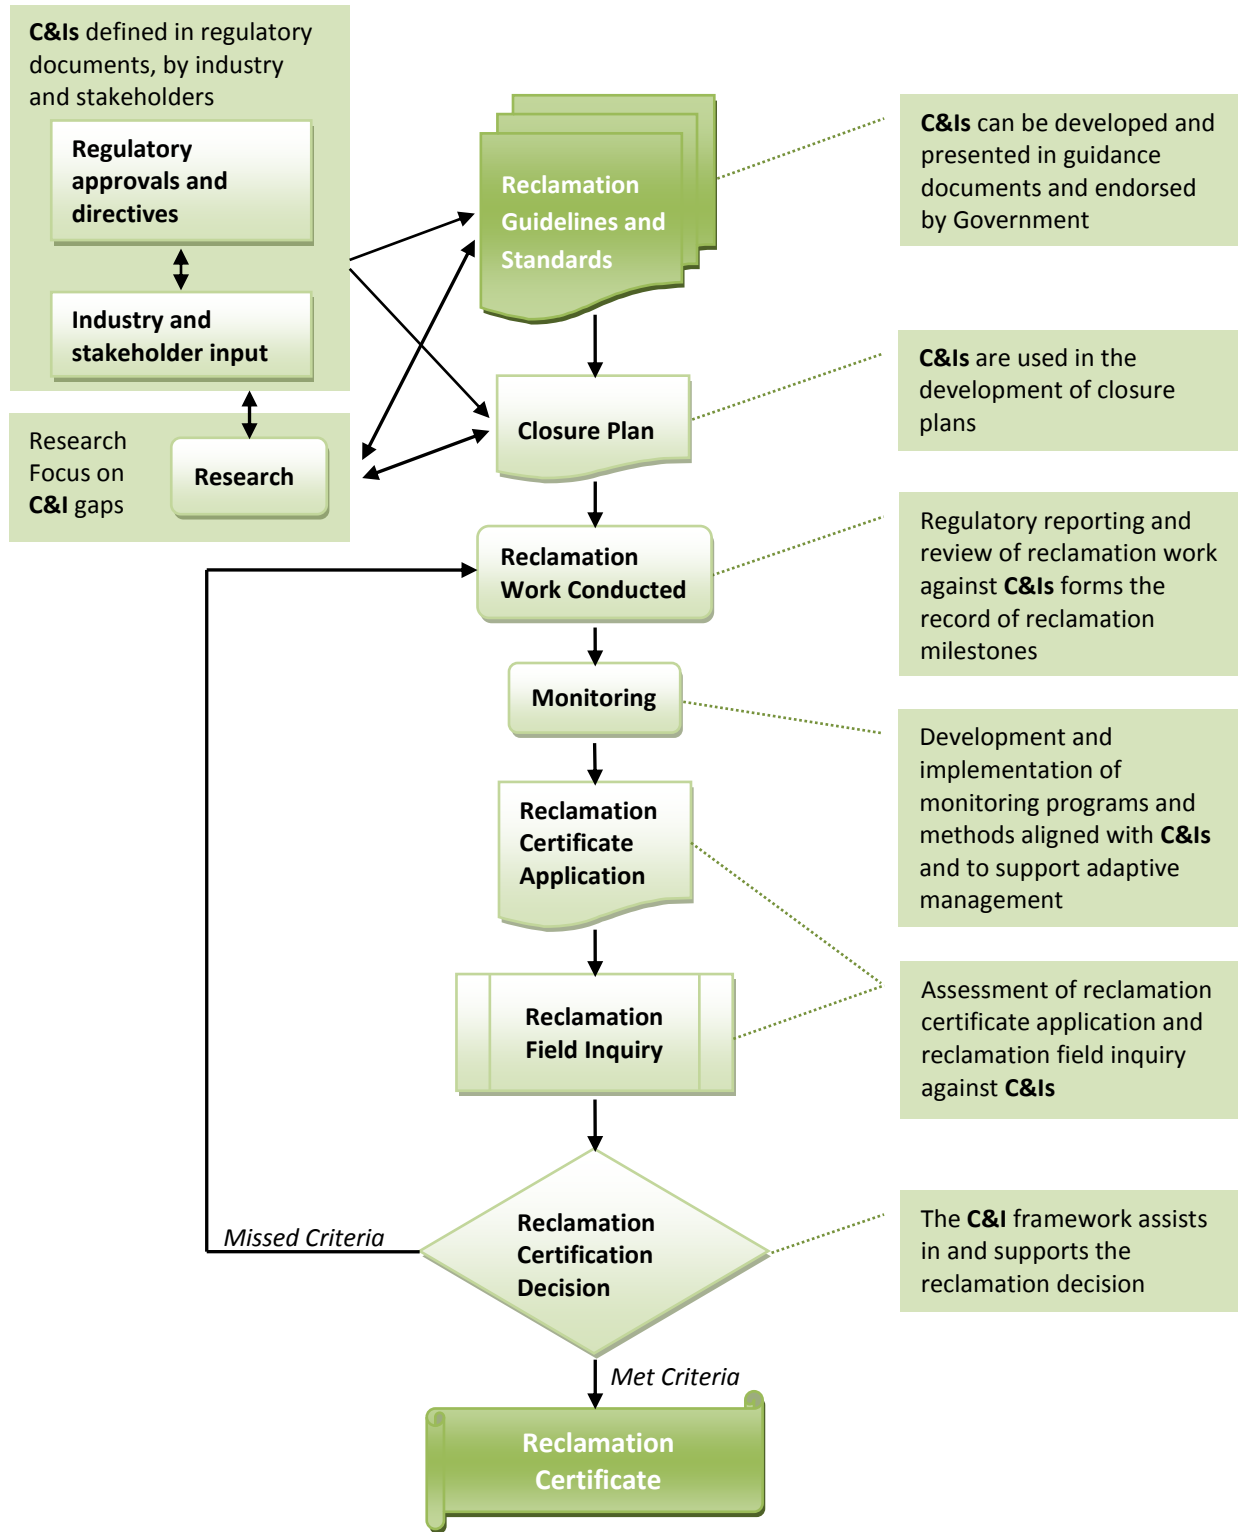 C&Is defined in regulatory
documents, by industry
and stakeholders
Regulatory
approvals and
directives
Industry and
stakeholder input
Research
Focus on
C&I gaps
Research
Reclamation
Guidelines and
Standards
C&Is can be developed and
presented in guidance
documents and endorsed
by Government
Closure Plan
C&Is are used in the
development of closure
plans
Reclamation
Work Conducted
Regulatory reporting and
review of reclamation work
against C&Is forms the
record of reclamation
milestones
Monitoring
Development and
implementation of
monitoring programs and
methods aligned with C&Is
and to support adaptive
management
Reclamation
Certificate
Application
Reclamation
Field Inquiry
Assessment of reclamation
certificate application and
reclamation field inquiry
against C&Is
Missed Criteria
Reclamation
Certification
Decision
The C&I framework assists
in and supports the
reclamation decision
Met Criteria
Reclamation
Certificate